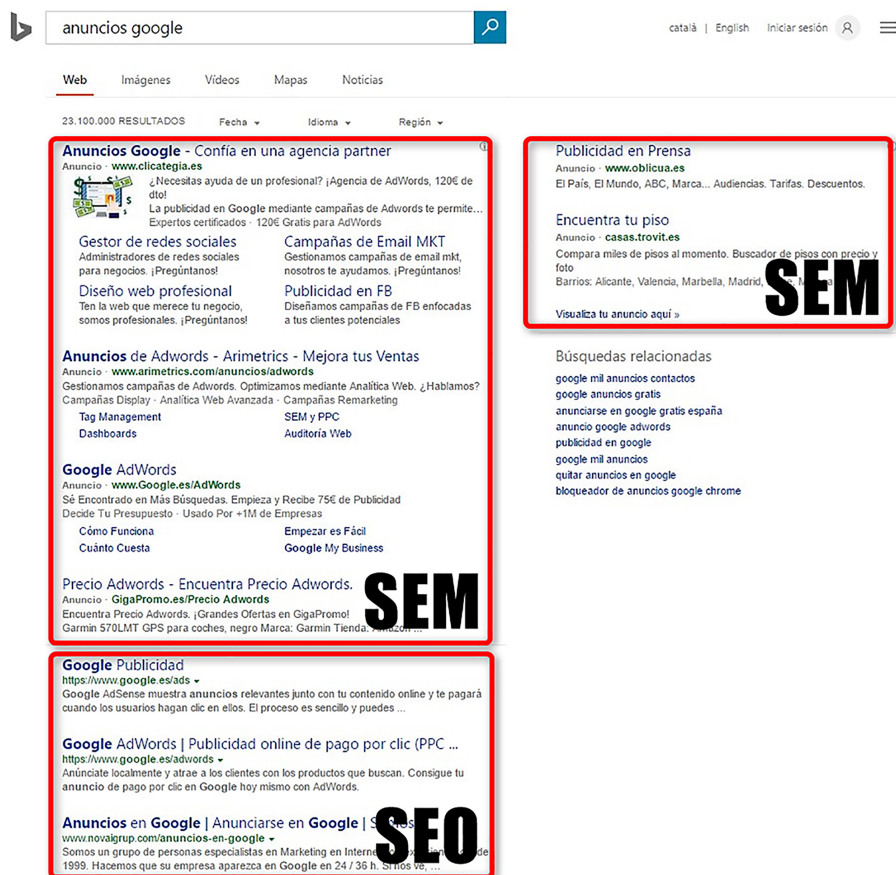 anuncios google
català | English Iniciar sesión
Web Imágenes Vídeos Mapas Noticias
23.100.000 RESULTADOS Fecha Idioma Región
Anuncios Google - Confía en una agencia partner
Anuncio · www.clicategia.es
¿Necesitas ayuda de un profesional? ¡Agencia de AdWords, 120€ de
dto!
La publicidad en Google mediante campañas de Adwords te permite…
Expertos certificados · 120€ Gratis para AdWords
Gestor de redes sociales
Administradores de redes sociales
para negocios. ¡Pregúntanos!
Campañas de Email MKT
Gestionamos campañas de email mkt,
nosotros te ayudamos. ¡Pregúntanos!
Diseño web profesional
Ten la web que merece tu negocio,
somos profesionales. ¡Pregúntanos!
Publicidad en FB
Diseñamos campañas de FB enfocadas
a tus clientes potenciales
Anuncios de Adwords - Arimetrics - Mejora tus Ventas
Anuncio · www.arimetrics.com/anuncios/adwords
Gestionamos campañas de Adwords. Optimizamos mediante Analítica Web. ¿Hablamos?
Campañas Display · Analítica Web Avanzada · Campañas Remarketing
Tag Management SEM y PPC
Dashboards Auditoría Web
Google AdWords
Anuncio · www.Google.es/AdWords
Sé Encontrado en Más Búsquedas. Empieza y Recibe 75€ de Publicidad
Decide Tu Presupuesto · Usado Por +1M de Empresas
Cómo Funciona Empezar es Fácil
Cuánto Cuesta Google My Business
Precio Adwords - Encuentra Precio Adwords.
Anuncio · GigaPromo.es/Precio Adwords
Encuentra Precio Adwords. ¡Grandes Ofertas en GigaPromo!
Garmin 570LMT GPS para coches, negro Marca: Garmin Tienda: Amazon ...
SEM
Google Publicidad
https://www.google.es/ads
Google AdSense muestra anuncios relevantes junto con tu contenido online y te pagará
cuando los usuarios hagan clic en ellos. El proceso es sencillo y puedes ...
Google AdWords | Publicidad online de pago por clic (PPC ...
https://www.google.es/adwords
Anúnciate localmente y atrae a los clientes con los productos que buscan. Consigue tu
anuncio de pago por clic en Google hoy mismo con AdWords.
Anuncios en Google | Anunciarse en Google | Somos
www.novaigrup.com/anuncios-en-google
Somos un grupo de personas especialistas en Marketing en Internet de
1999. Hacemos que su empresa aparezca en Google en 24 / 36 h. Si nos ve, ...
SEO
Publicidad en Prensa
Anuncio · www.oblicua.es
El País, El Mundo, ABC, Marca... Audiencias. Tarifas. Descuentos.
Encuentra tu piso
Anuncio · casas.trovit.es
Compara miles de pisos al momento. Buscador de pisos con precio y
foto
Barrios: Alicante, Valencia, Marbella, Madrid,
SEM
Visualiza tu anuncio aquí »
Búsquedas relacionadas
google mil anuncios contactos
google anuncios gratis
anunciarse en google gratis españa
anuncio google adwords
publicidad en google
google mil anuncios
quitar anuncios en google
bloqueador de anuncios google chrome